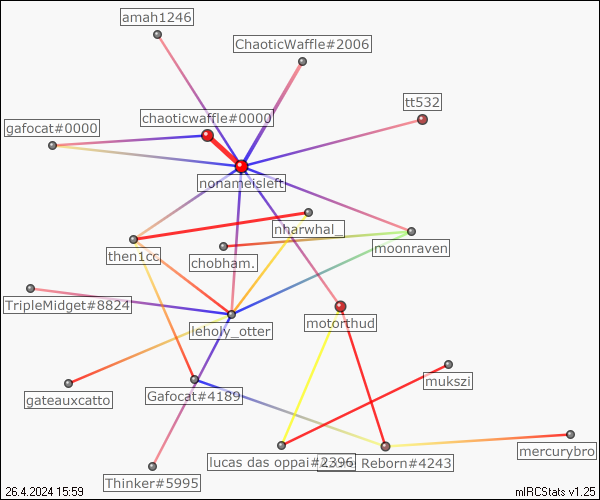 amah1246
ChaoticWaffle#2006
tt532
chaoticwaffle#0000
gafocat#0000
nonameisleft
nharwhal_
moonraven
then1cc
chobham.
TripleMidget#8824
leholy_otter
motorthud
mukszi
gateauxcatto
Gafocat#4189
lucas das oppai#2396
Reborn#4243
mercurybro
Thinker#5995
26.4.2024 15:59
mIRCStats v1.25